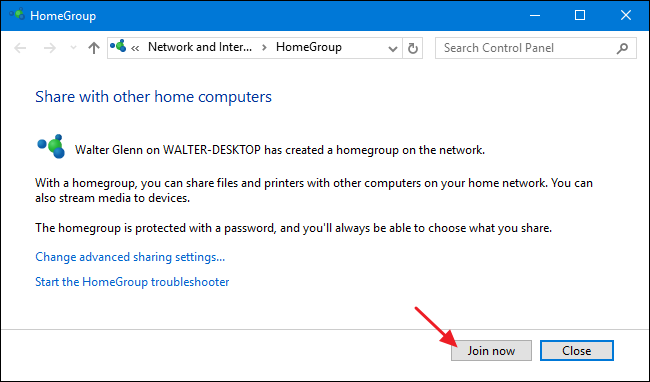 HomeGroup
« Network and Inter... > HomeGroup
Search Control Panel
Share with other home computers
Walter Glenn on WALTER-DESKTOP has created a homegroup on the network.
With a homegroup, you can share files and printers with other computers on your home network. You can
also stream media to devices.
The homegroup is protected with a password, and you'll always be able to choose what you share.
Change advanced sharing settings...
Start the HomeGroup troubleshooter
Join now
Close